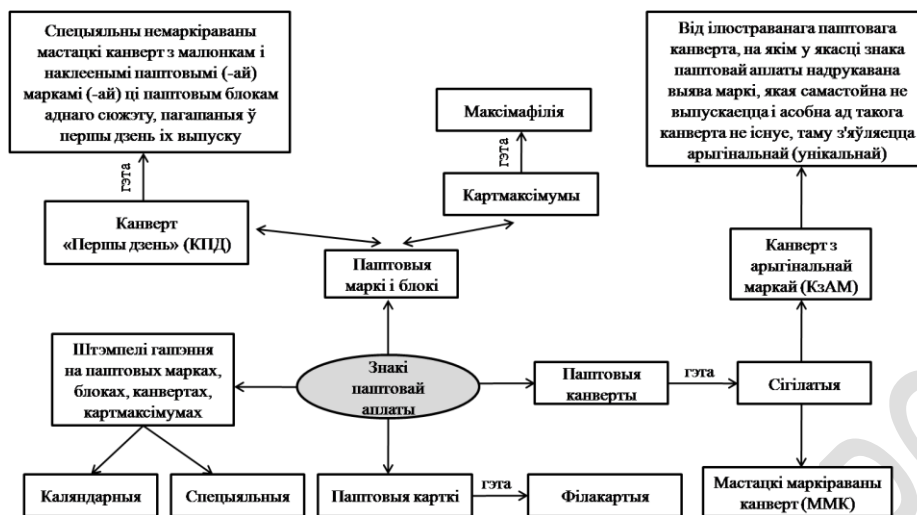 Спецыяльны немаркіраваны
мастацкі канверт з малюнкам і
наклеенымі паштовымі (-ай)
маркамі (-ай) ці паштовым блокам
аднаго сюжэту, пагашаныя ў
першы дзень іх выпуску
гэта
Канверт
«Першы дзень» (КПД)
Максімафілія
гэта
Картмаксімумы
Від ілюстраванага паштовага
канверта, на якім у якасці знака
паштовай аплаты надрукавана
выява маркі, якая самастойна не
выпускаецца і асобна ад такога
канверта не існуе, таму з'яўляецца
арыгінальнай (унікальнай)
Канверт з
арыгінальнай
маркай (КзАМ)
Паштовыя
маркі і блокі
Штэмпелі гашэння
на паштовых марках,
блоках, канвертах,
картмаксімумах
Знакі
паштовай
аплаты
Паштовыя
канверты
гэта
Сігілатыя
Каляндарныя
Спецыяльныя
Паштовыя карткі
гэта
Філакартыя
Мастацкі маркіраваны
канверт (ММК)